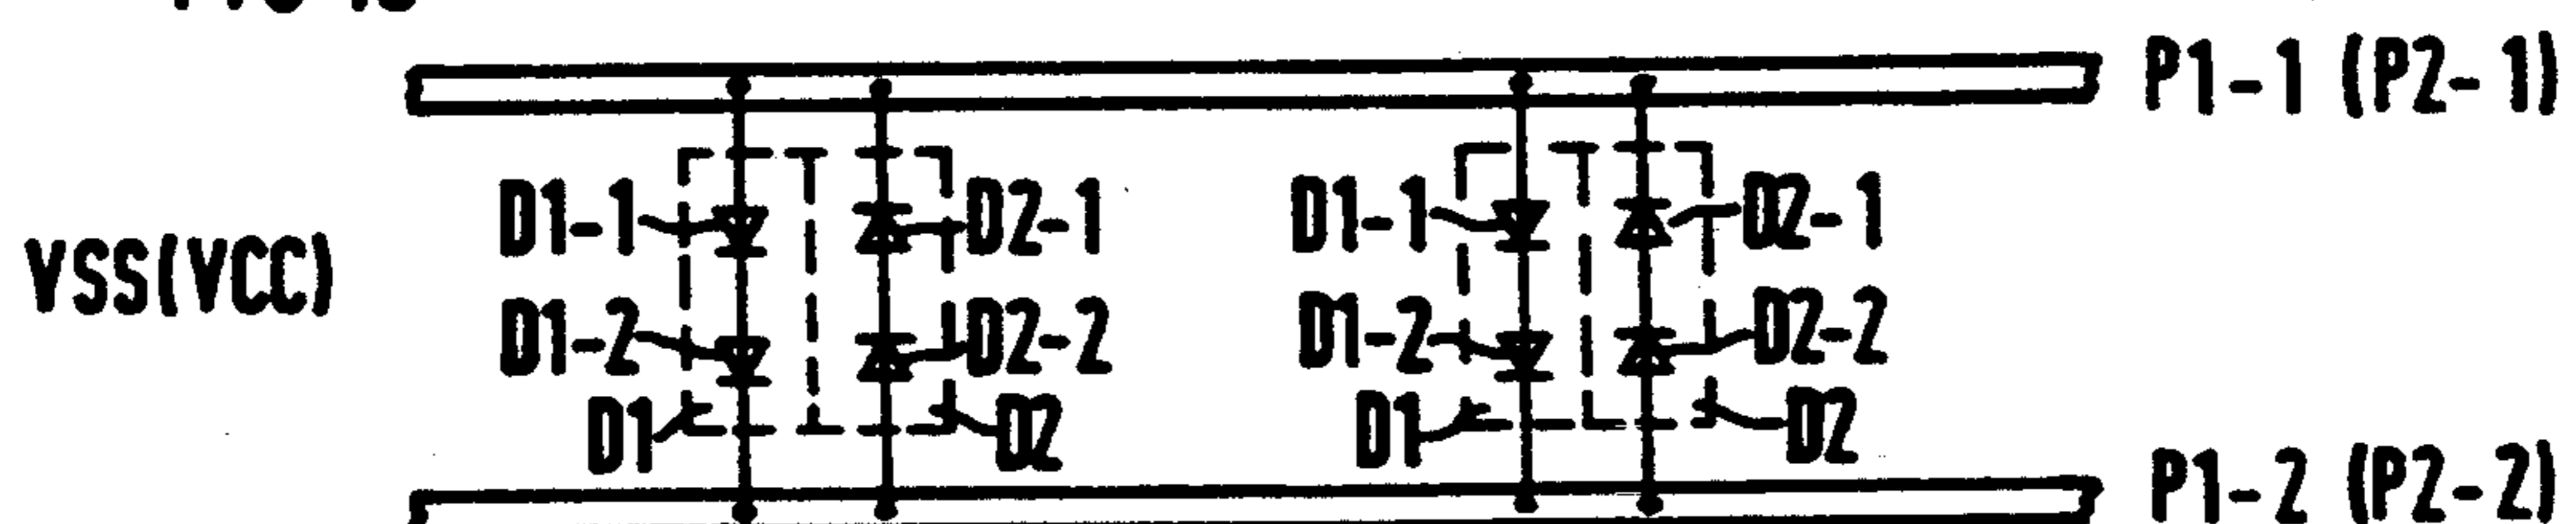 P1-1 (P2-1)
D1-1 D2-1 D1-1 D2-1
VSS(VCC)
D1-2 D2-2 D1-2 D2-2
D1 D2 D1 D2
P1-2 (P2-2)